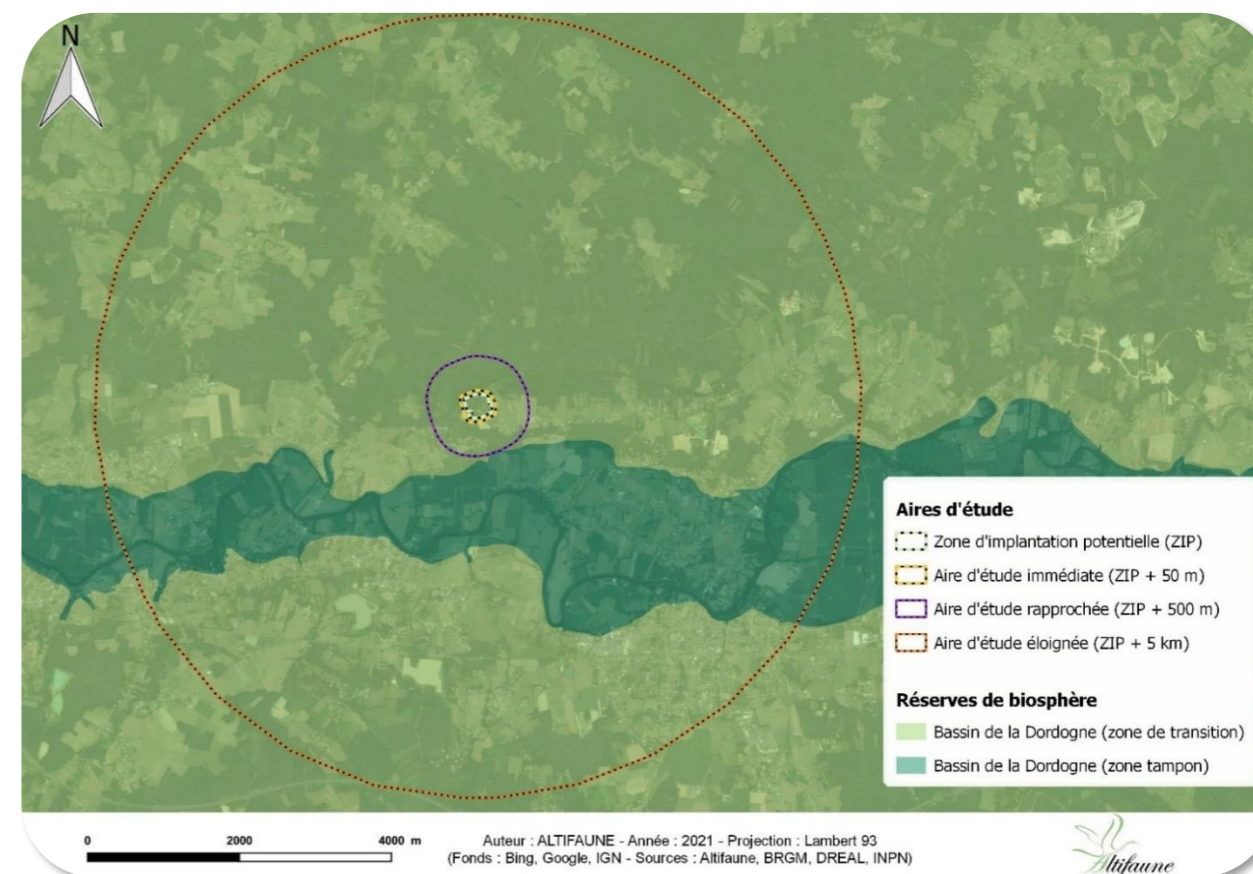 N
Aires d'étude
Zone d'implantation potentielle (ZIP)
Aire d'étude immédiate (ZIP + 50 m)
Aire d'étude rapprochée (ZIP + 500 m)
Aire d'étude éloignée (ZIP + 5 km)
Réserves de biosphère
Bassin de la Dordogne (zone de transition)
Bassin de la Dordogne (zone tampon)
0 2000 4000 m
Auteur : ALTIFAUNE - Année : 2021 - Projection : Lambert 93
(Fonds : Bing, Google, IGN - Sources : Altifaune, BRGM, DREAL, INPN)
Altifaune